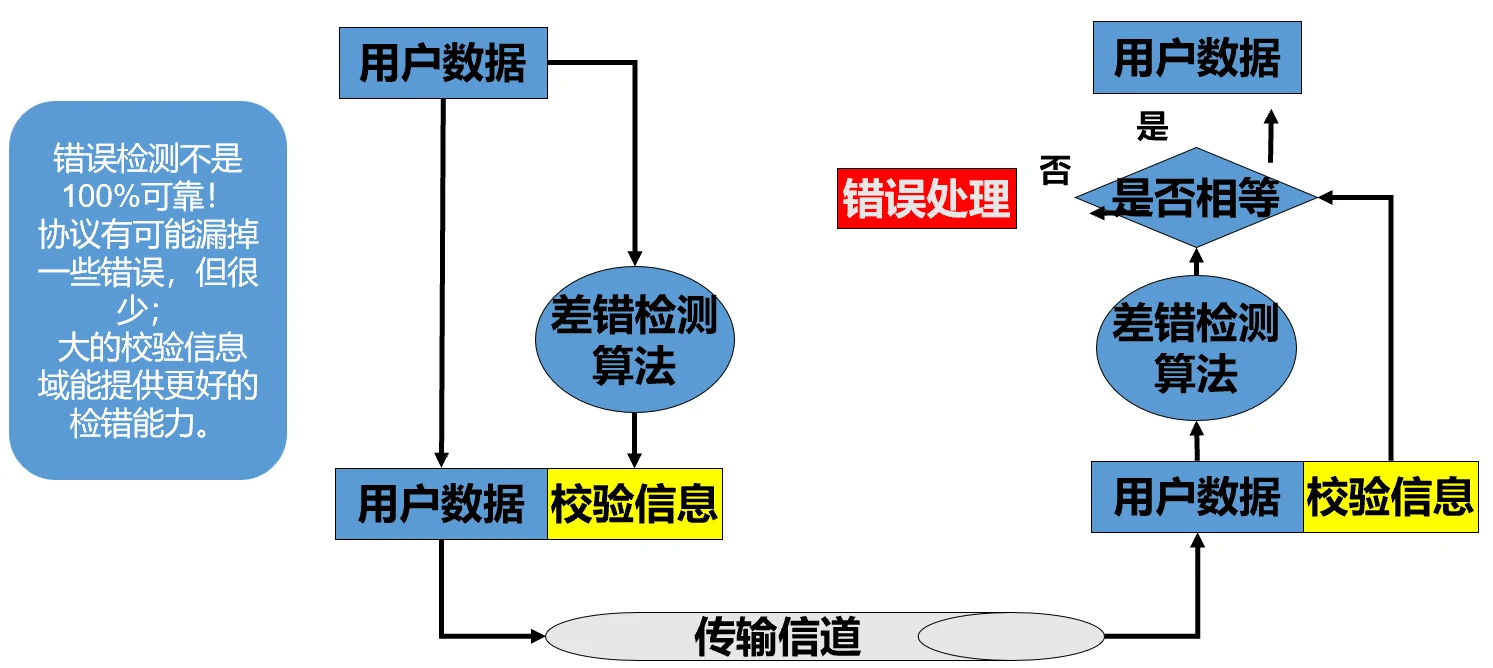 错误检测不是
100%可靠！
协议有可能漏掉
一些错误，但很
少；
大的校验信息
域能提供更好的
检错能力。
用户数据
差错检测
算法
用户数据
校验信息
传输信道
用户数据
是
否
错误处理
是否相等
差错检测
算法
用户数据
校验信息